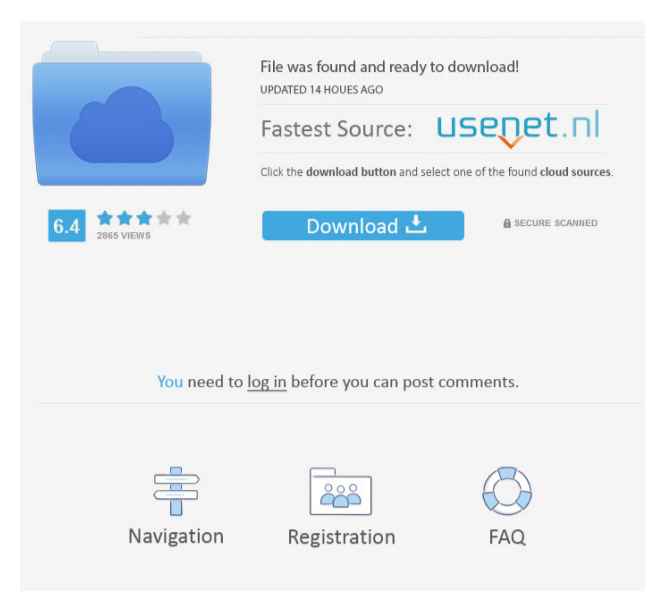 File was found and ready to download!
UPDATED 14 HOUES AGO
Fastest Source: usenet.nl
Click the download button and select one of the found cloud sources.
6.4
2865 VIEWS
Download
SECURE SCANNED
You need to log in before you can post comments.
Navigation
Registration
FAQ